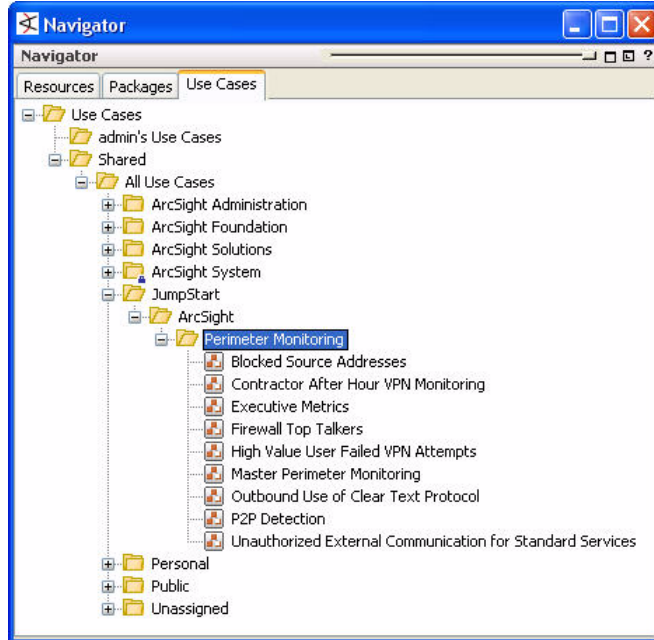 Navigator
Navigator
?
Resources Packages Use Cases
Use Cases
admin's Use Cases
Shared
All Use Cases
ArcSight Administration
ArcSight Foundation
ArcSight Solutions
ArcSight System
JumpStart
ArcSight
Perimeter Monitoring
Blocked Source Addresses
Contractor After Hour VPN Monitoring
Executive Metrics
Firewall Top Talkers
High Value User Failed VPN Attempts
Master Perimeter Monitoring
Outbound Use of Clear Text Protocol
P2P Detection
Unauthorized External Communication for Standard Services
Personal
Public
Unassigned